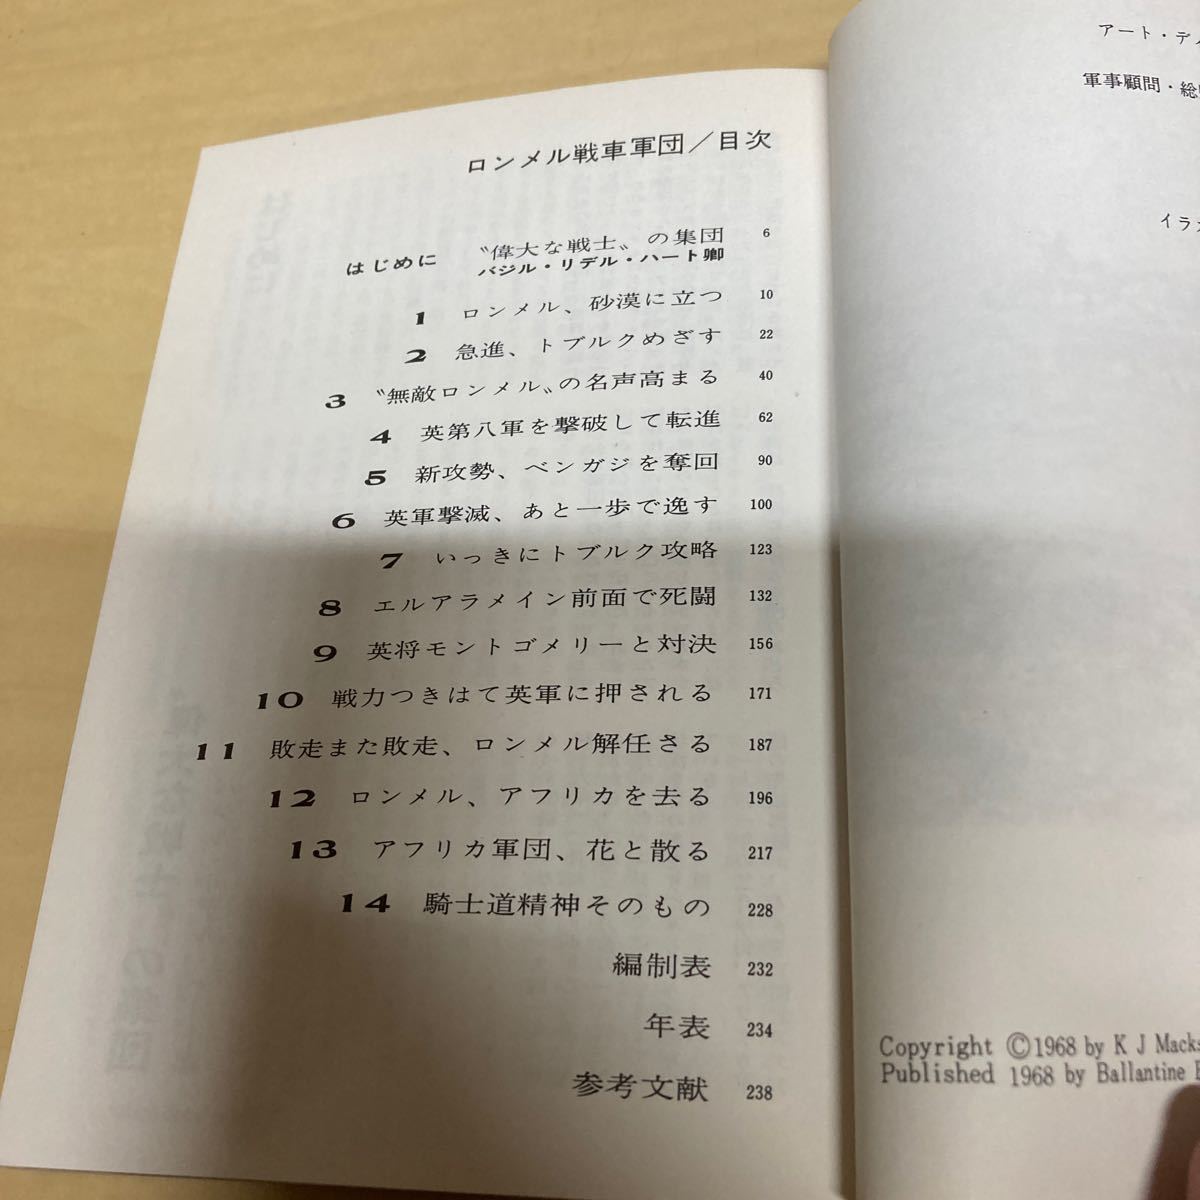 ロンメル戦車軍団／目次
はじめに 〝偉大な戦士〟の集団 6
バジル・リデル・ハート卿
1 ロンメル、砂漠に立つ 10
2 急進、トブルクめざす 22
3 〝無敵ロンメル〟の名声高まる 40
4 英第八軍を撃破して転進 62
5 新攻勢、ベンガジを奪回 90
6 英軍撃滅、あと一歩で逸す 100
7 いっきにトブルク攻略 123
8 エルアラメイン前面で死闘 132
9 英将モントゴメリーと対決 156
10 戦力つきはて英軍に押される 171
11 敗走また敗走、ロンメル解任さる 187
12 ロンメル、アフリカを去る 196
13 アフリカ軍団、花と散る 217
14 騎士道精神そのもの 228
編制表 232
年表 234
参考文献 238
アート・ディ
軍事顧問・総
イラ
Copyright ©1968 by K J Macks
Published 1968 by Ballantine B